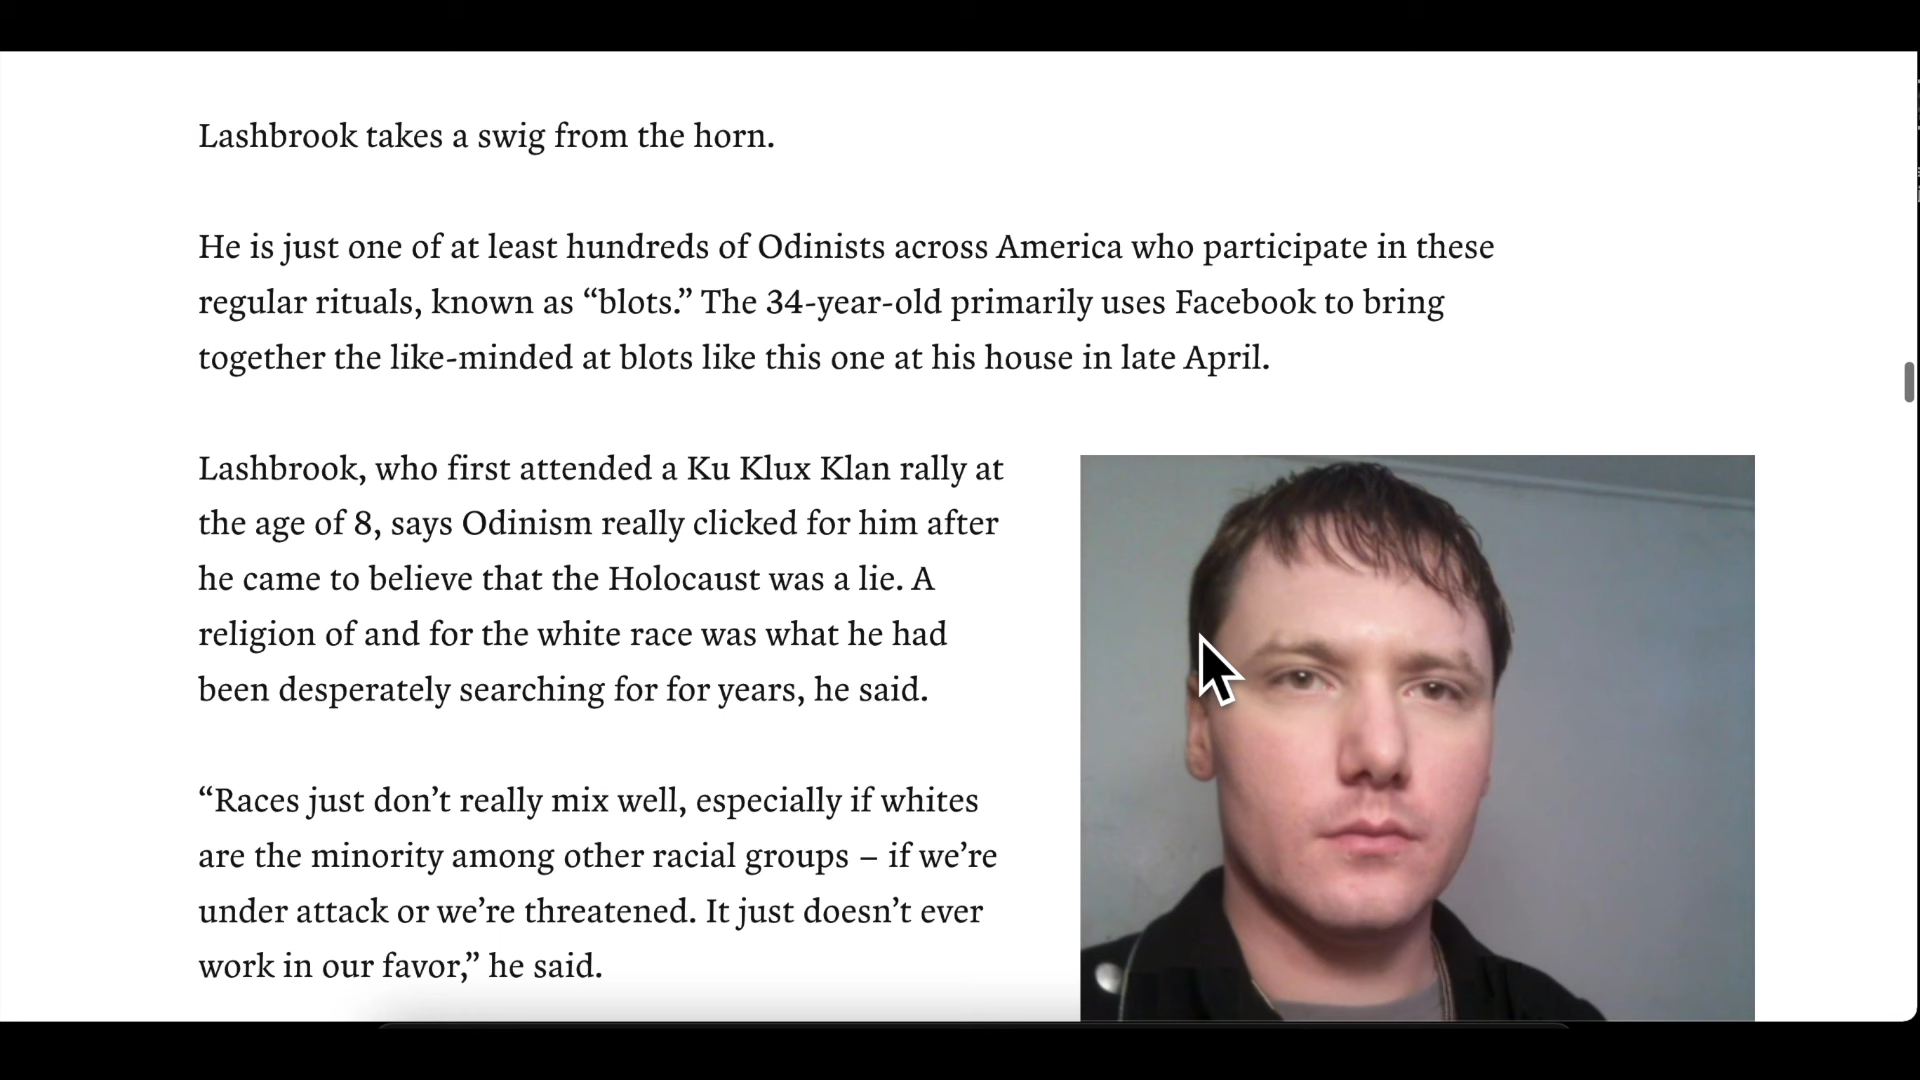 Lashbrook takes a swig from the horn.
He is just one of at least hundreds of Odinists across America who participate in these
regular rituals, known as “blots.” The 34-year-old primarily uses Facebook to bring
together the like-minded at blots like this one at his house in late April.
Lashbrook, who first attended a Ku Klux Klan rally at
the age of 8, says Odinism really clicked for him after
he came to believe that the Holocaust was a lie. A
religion of and for the white race was what he had
been desperately searching for for years, he said.
“Races just don’t really mix well, especially if whites
are the minority among other racial groups – if we’re
under attack or we’re threatened. It just doesn’t ever
work in our favor,” he said.